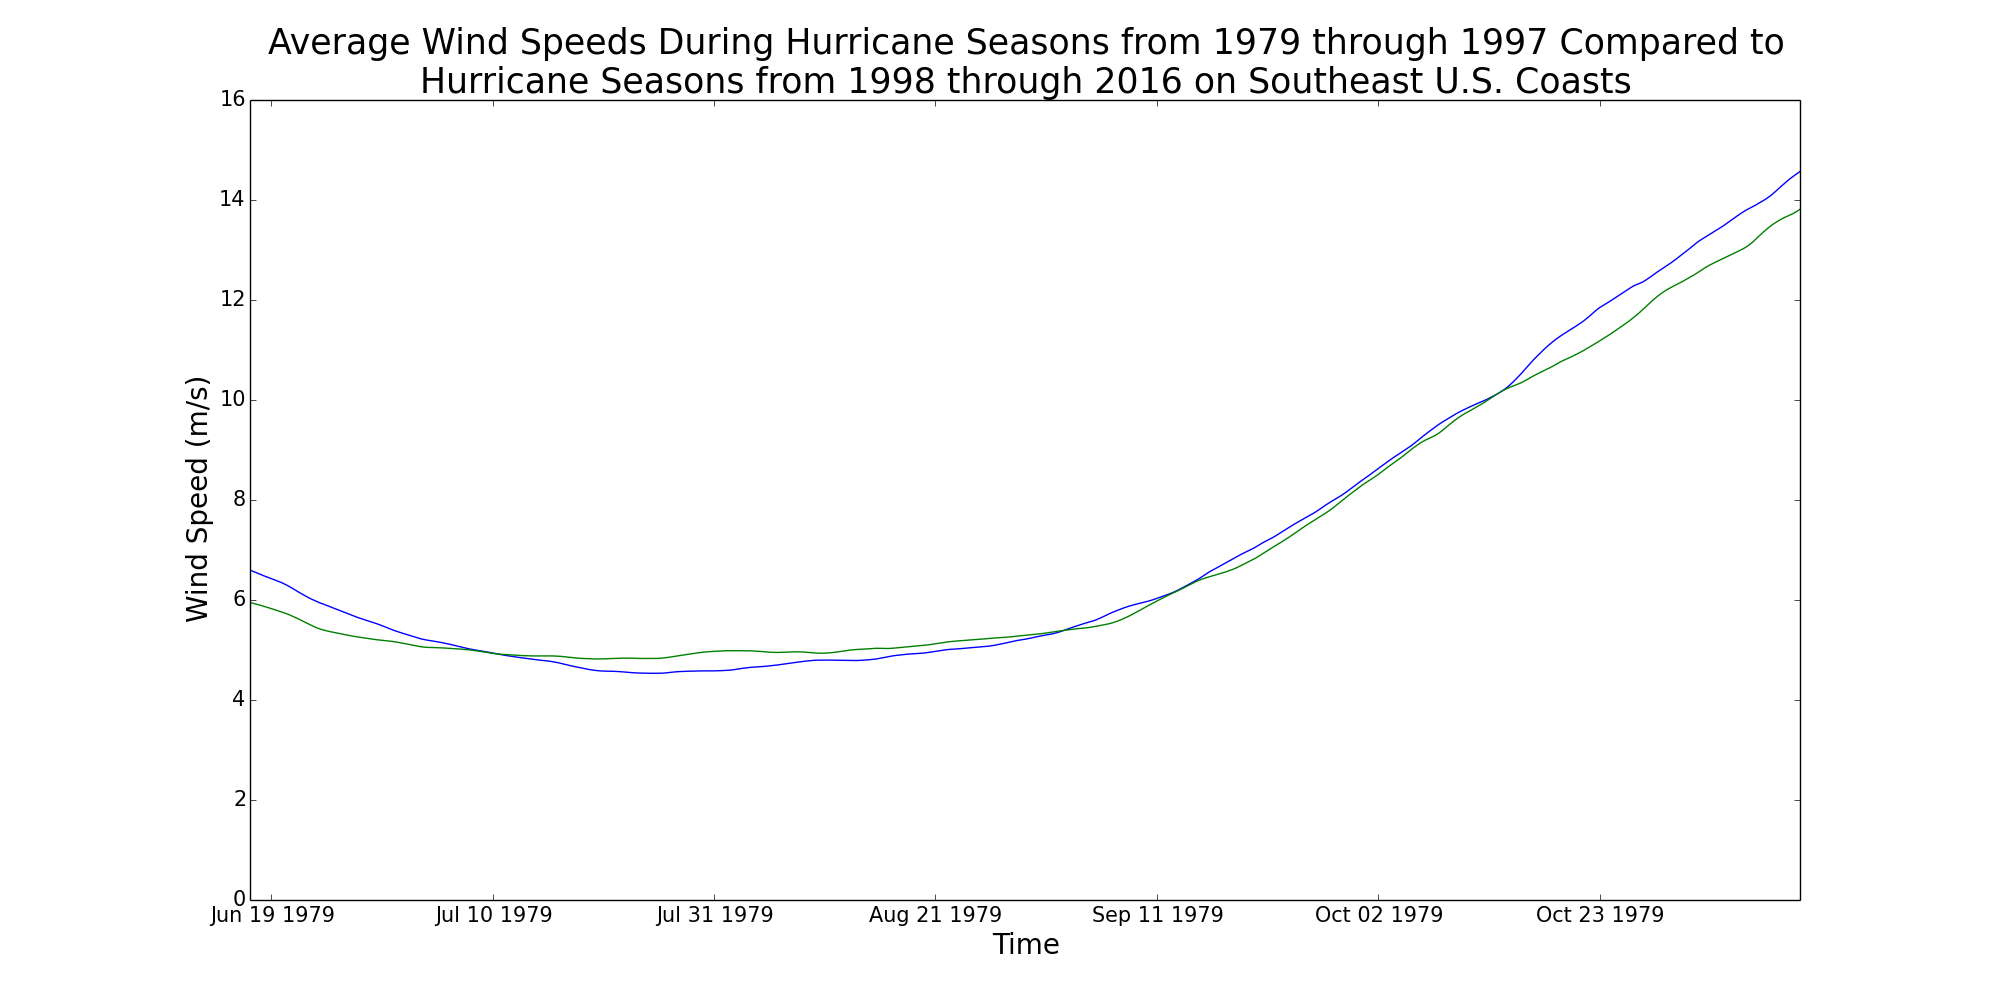 Average Wind Speeds During Hurricane Seasons from 1979 through 1997 Compared to
Hurricane Seasons from 1998 through 2016 on Southeast U.S. Coasts
16
14
12
10
8
6
4
2
0
Wind Speed (m/s)
Jun 19 1979 Jul 10 1979 Jul 31 1979 Aug 21 1979 Sep 11 1979 Oct 02 1979 Oct 23 1979
Time